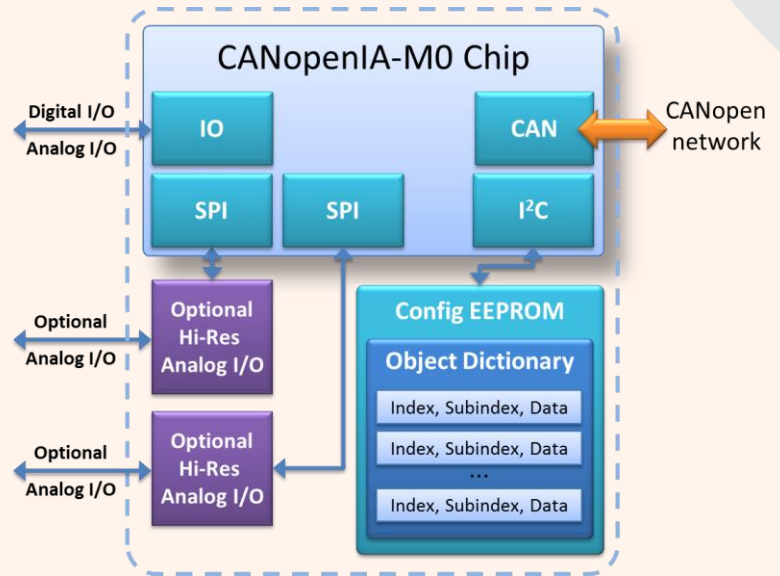 CANopenIA-M0 Chip
Digital I/O
Analog I/O
IO
CAN
CANopen
network
SPI
SPI
I²C
Optional
Analog I/O
Optional
Hi-Res
Analog I/O
Config EEPROM
Object Dictionary
Index, Subindex, Data
Index, Subindex, Data
...
Index, Subindex, Data
Optional
Analog I/O
Optional
Hi-Res
Analog I/O